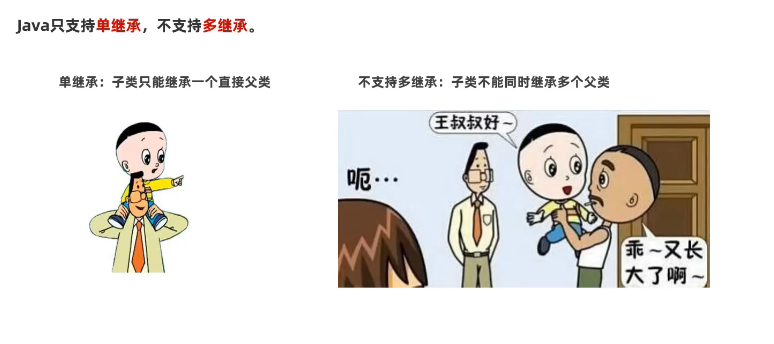 Java只支持单继承，不支持多继承。
单继承：子类只能继承一个直接父类
不支持多继承：子类不能同时继承多个父类
王叔叔好~
呃…
乖~又长
大了啊~